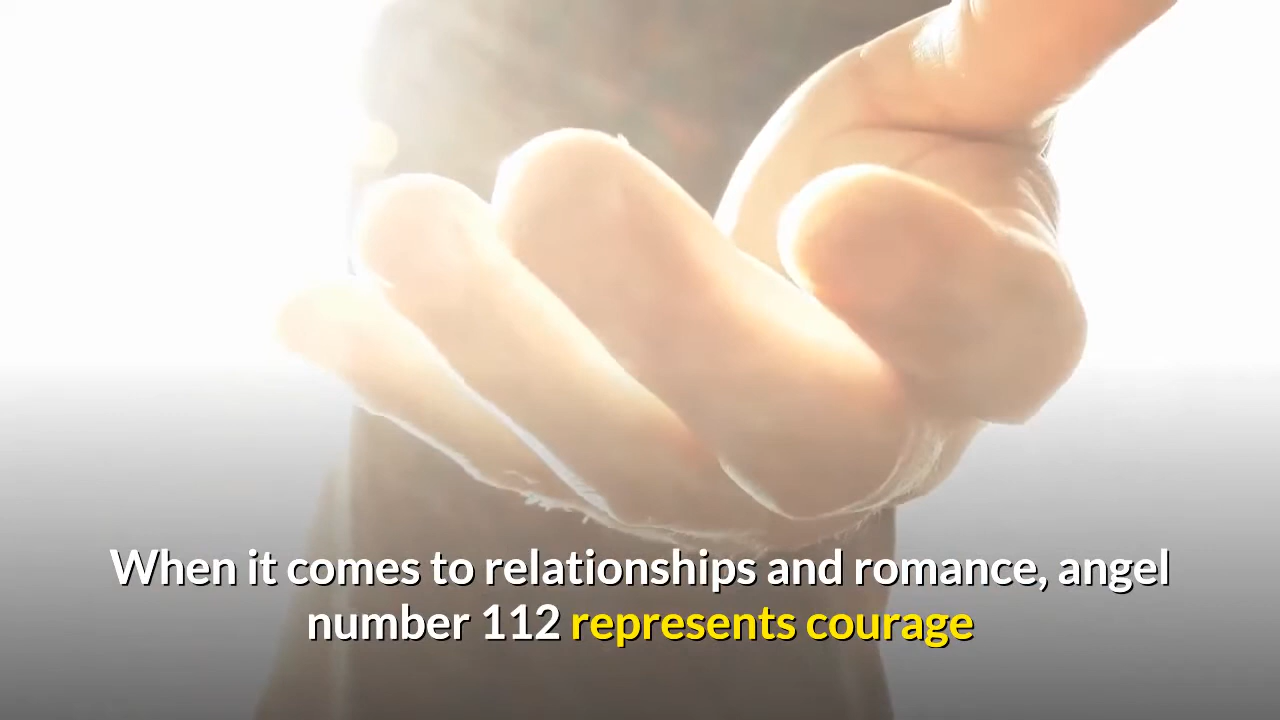 When it comes to relationships and romance, angel
number 112 represents courage